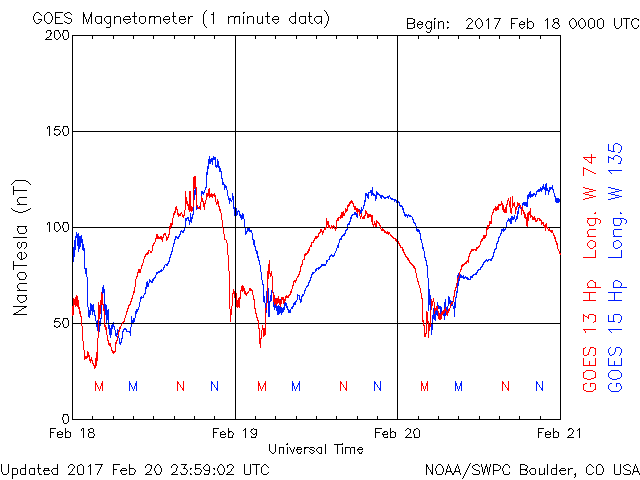 GOES Magnetometer (1 minute data)
Begin: 2017 Feb 18 0000 UTC
200
150
100
50
0
NanoTesla (nT)
M M N N M M N N M M N N
Feb 18 Feb 19 Feb 20 Feb 21
Universal Time
GOES 13 Hp Long. W 74
GOES 15 Hp Long. W 135
Updated 2017 Feb 20 23:59:02 UTC
NOAA/SWPC Boulder, CO USA